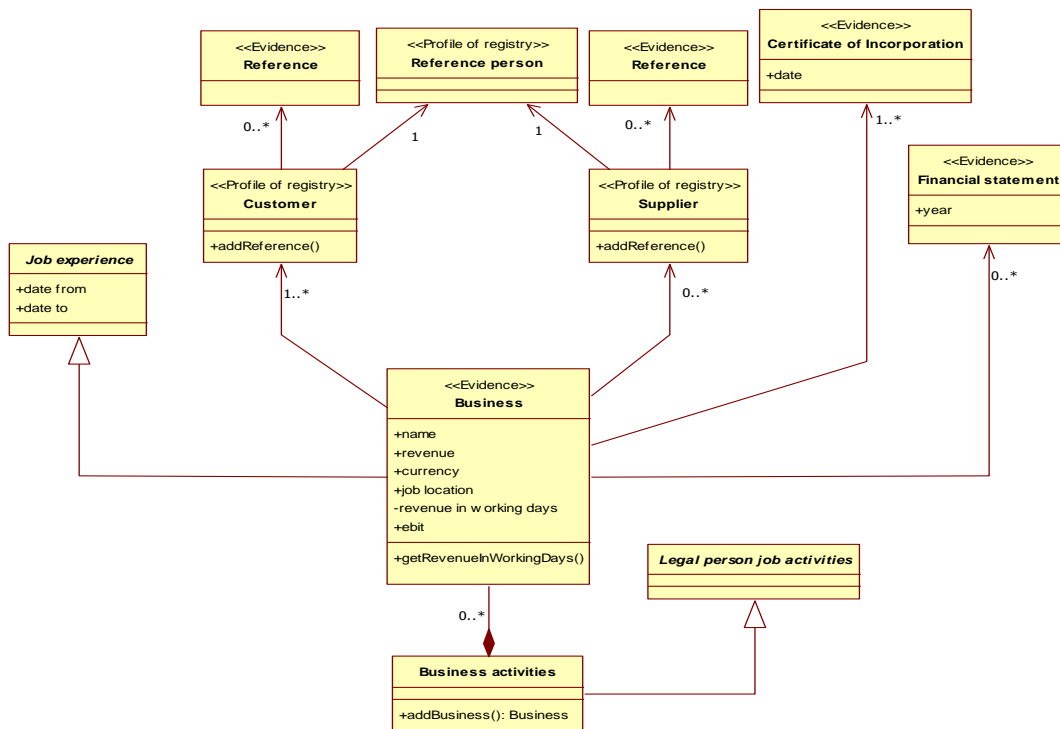 <<Evidence>>
Reference
<<Profile of registry>>
Reference person
<<Evidence>>
Reference
<<Evidence>>
Certificate of Incorporation
+date
0..*
1
1
0..*
1..*
<<Evidence>>
Financial statement
+year
<<Profile of registry>>
Customer
+addReference()
<<Profile of registry>>
Supplier
+addReference()
Job experience
+date from
+date to
1..*
0..*
0..*
<<Evidence>>
Business
+name
+revenue
+currency
+job location
-revenue in working days
+ebit
+getRevenueInWorkingDays()
Legal person job activities
0..*
Business activities
+addBusiness(): Business